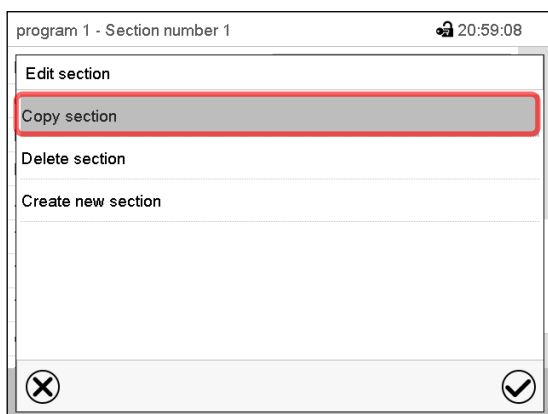 program 1 - Section number 1 20:59:08
Edit section
Copy section
Delete section
Create new section